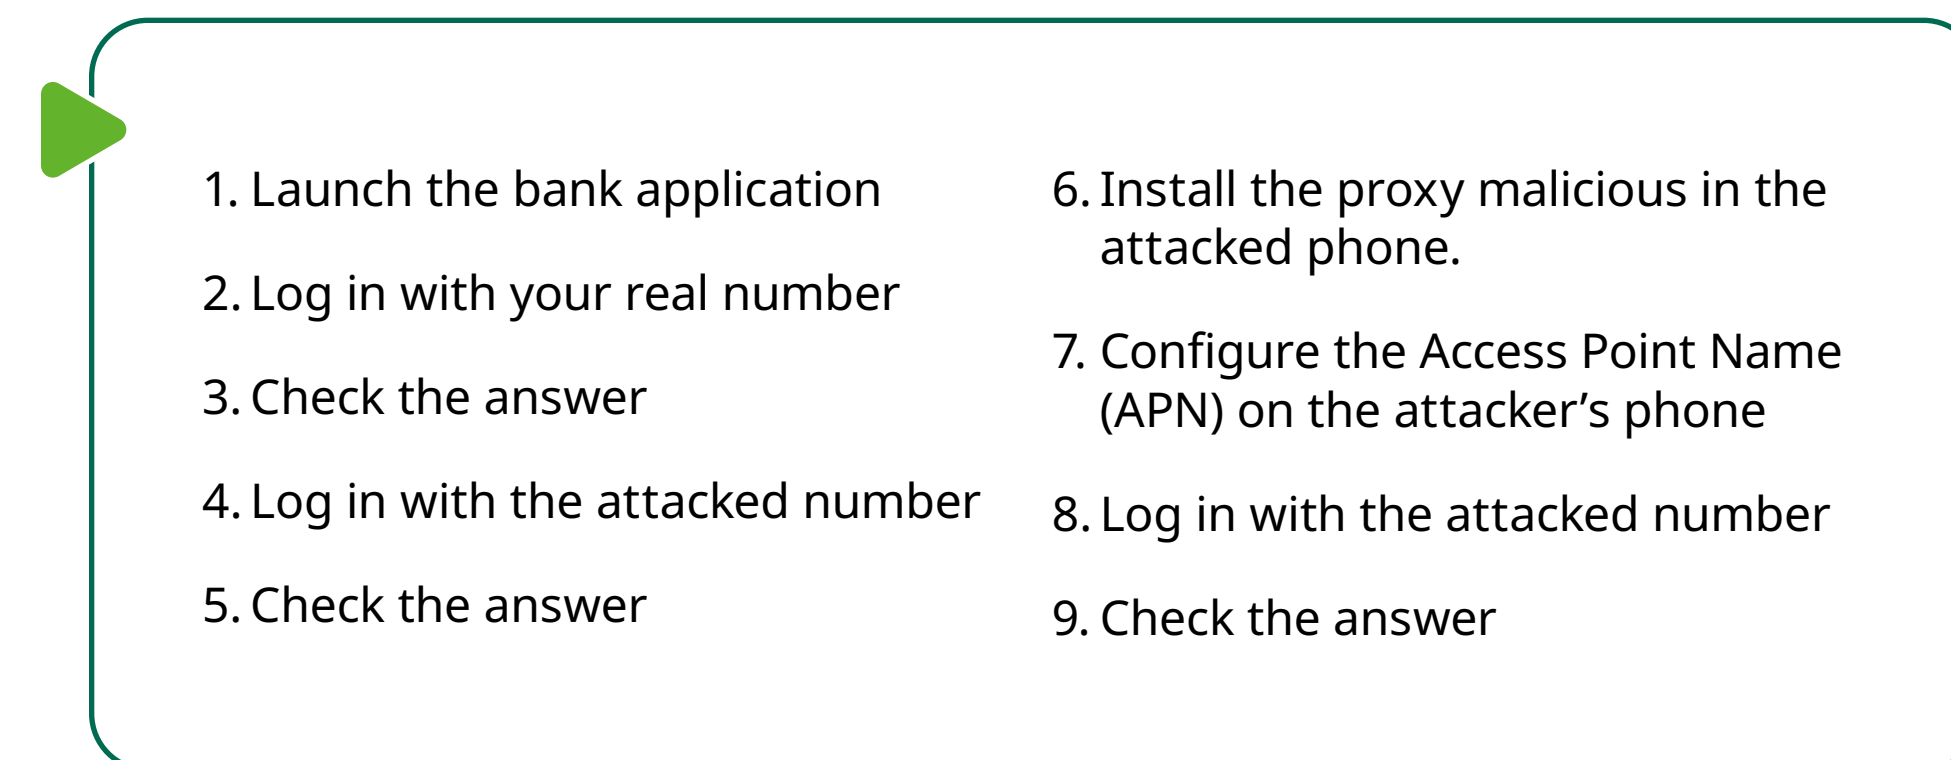 1. Launch the bank application
2. Log in with your real number
3. Check the answer
4. Log in with the attacked number
5. Check the answer
6. Install the proxy malicious in the
attacked phone.
7. Configure the Access Point Name
(APN) on the attacker’s phone
8. Log in with the attacked number
9. Check the answer